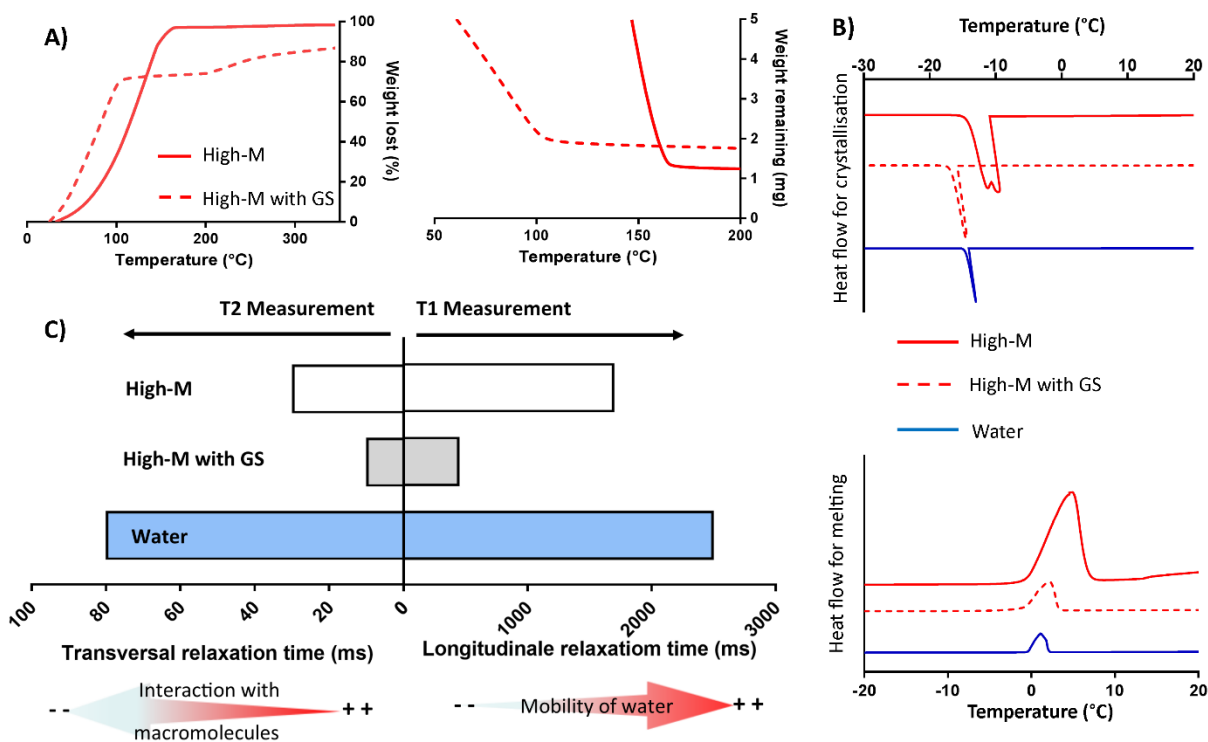 A)
100
80
60
40
20
0
Weight lost (%)
High-M
High-M with GS
0 100 200 300
Temperature (°C)
5
4
3
2
1
0
Weight remaining (mg)
50 100 150 200
Temperature (°C)
B)
Temperature (°C)
-30 -20 -10 0 10 20
Heat flow for crystallisation
High-M
High-M with GS
Water
Heat flow for melting
-20 -10 0 10 20
Temperature (°C)
C)
T2 Measurement T1 Measurement
High-M
High-M with GS
Water
100 80 60 40 20 0 1000 2000 3000
Transversal relaxation time (ms) Longitudinale relaxatiom time (ms)
- - Interaction with macromolecules + +
-- Mobility of water ++